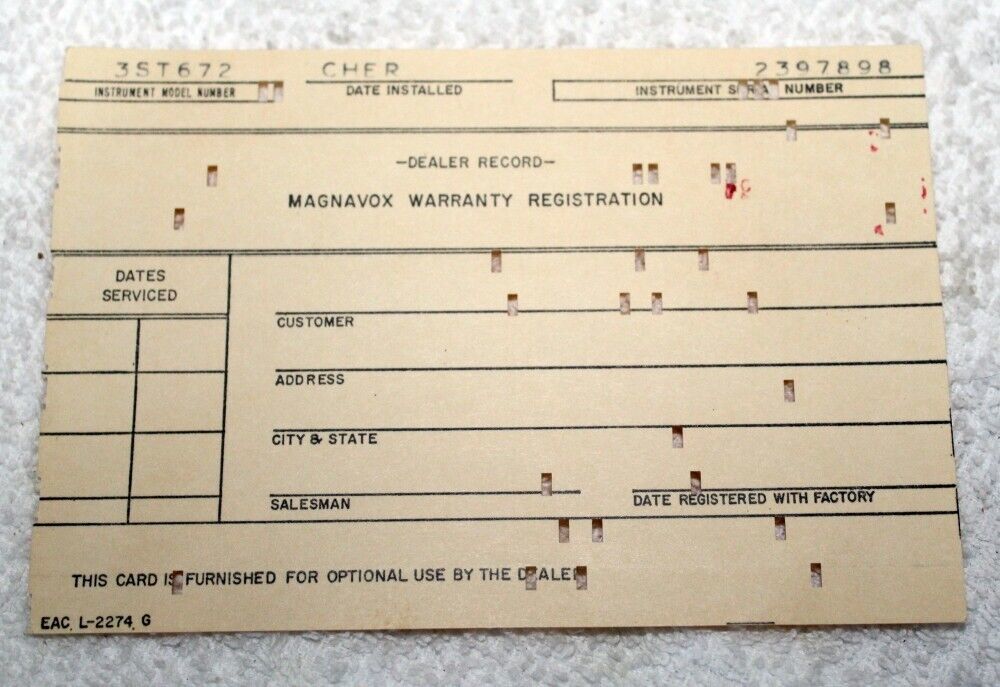 3ST672 CHER 2397898
INSTRUMENT MODEL NUMBER DATE INSTALLED INSTRUMENT SERIAL NUMBER
—DEALER RECORD—
MAGNAVOX WARRANTY REGISTRATION
DATES
SERVICED
CUSTOMER
ADDRESS
CITY & STATE
SALESMAN DATE REGISTERED WITH FACTORY
THIS CARD IS FURNISHED FOR OPTIONAL USE BY THE DEALER
EAC. L-2274 G